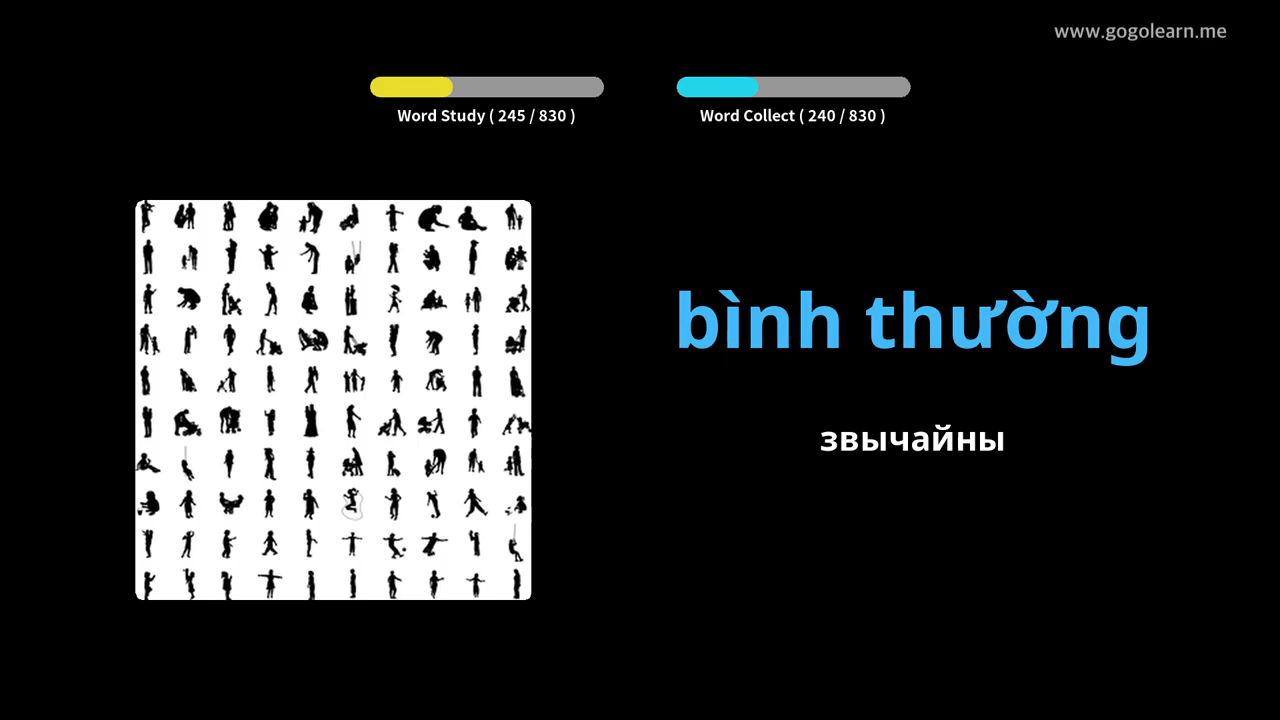 www.gogolearn.me
Word Study ( 245 / 830 )
Word Collect ( 240 / 830 )
bình thường
звычайны